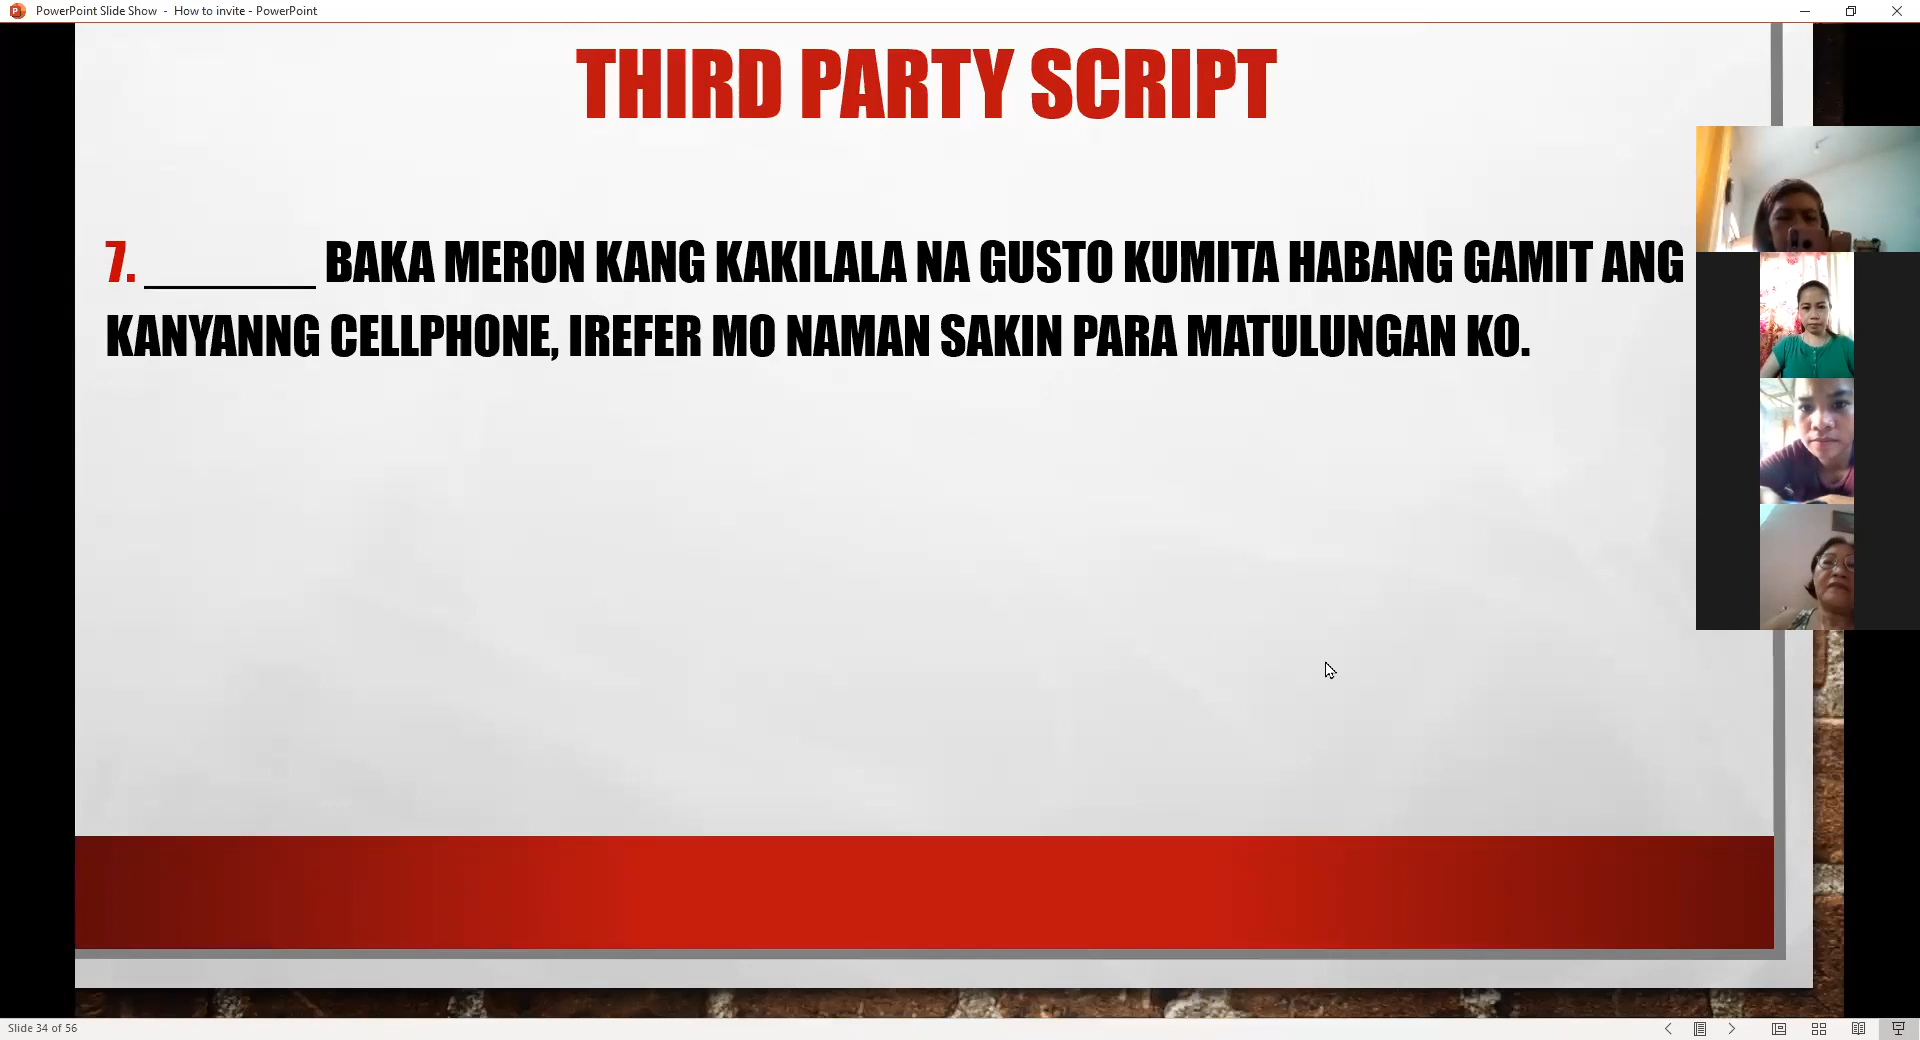 PowerPoint Slide Show - How to invite - PowerPoint
THIRD PARTY SCRIPT
7. ________ BAKA MERON KANG KAKILALA NA GUSTO KUMITA HABANG GAMIT ANG
KANYANNG CELLPHONE, IREFER MO NAMAN SAKIN PARA MATULUNGAN KO.
Slide 34 of 56